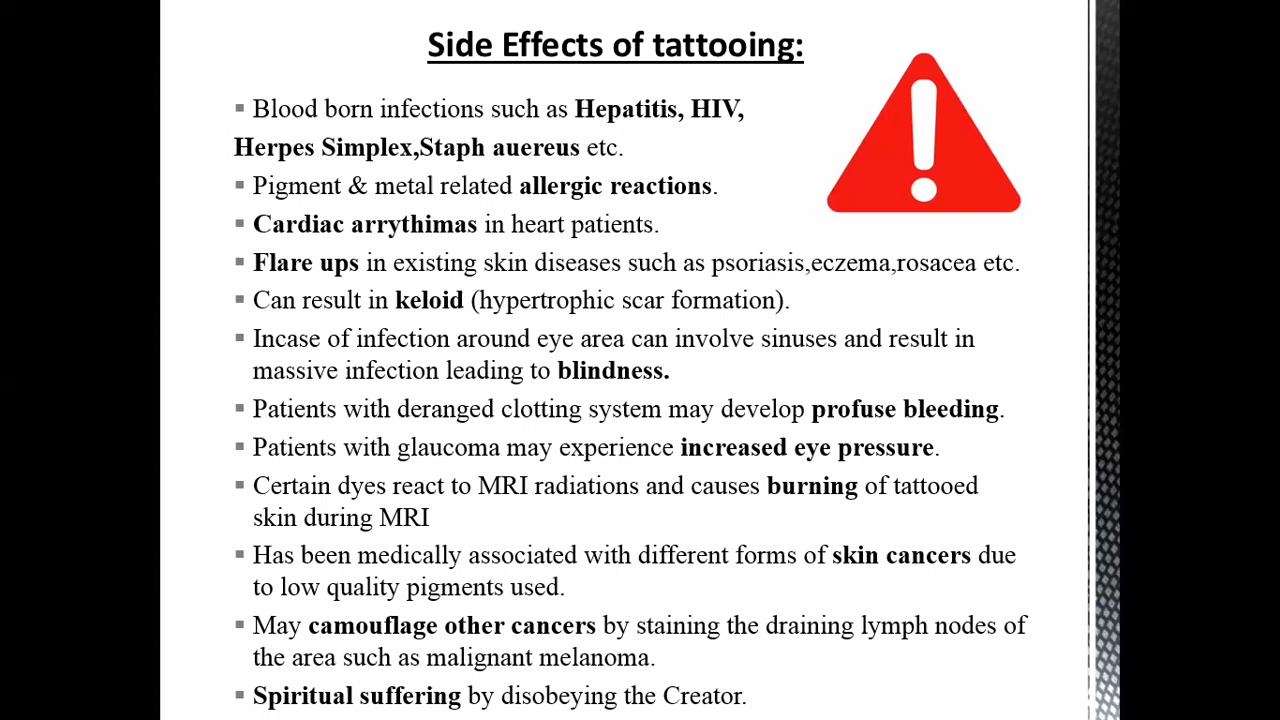 Side Effects of tattooing:
▪ Blood born infections such as Hepatitis, HIV,
Herpes Simplex,Staph auereus etc.
▪ Pigment & metal related allergic reactions.
▪ Cardiac arrythimas in heart patients.
▪ Flare ups in existing skin diseases such as psoriasis,eczema,rosacea etc.
▪ Can result in keloid (hypertrophic scar formation).
▪ Incase of infection around eye area can involve sinuses and result in
massive infection leading to blindness.
▪ Patients with deranged clotting system may develop profuse bleeding.
▪ Patients with glaucoma may experience increased eye pressure.
▪ Certain dyes react to MRI radiations and causes burning of tattooed
skin during MRI
▪ Has been medically associated with different forms of skin cancers due
to low quality pigments used.
▪ May camouflage other cancers by staining the draining lymph nodes of
the area such as malignant melanoma.
▪ Spiritual suffering by disobeying the Creator.